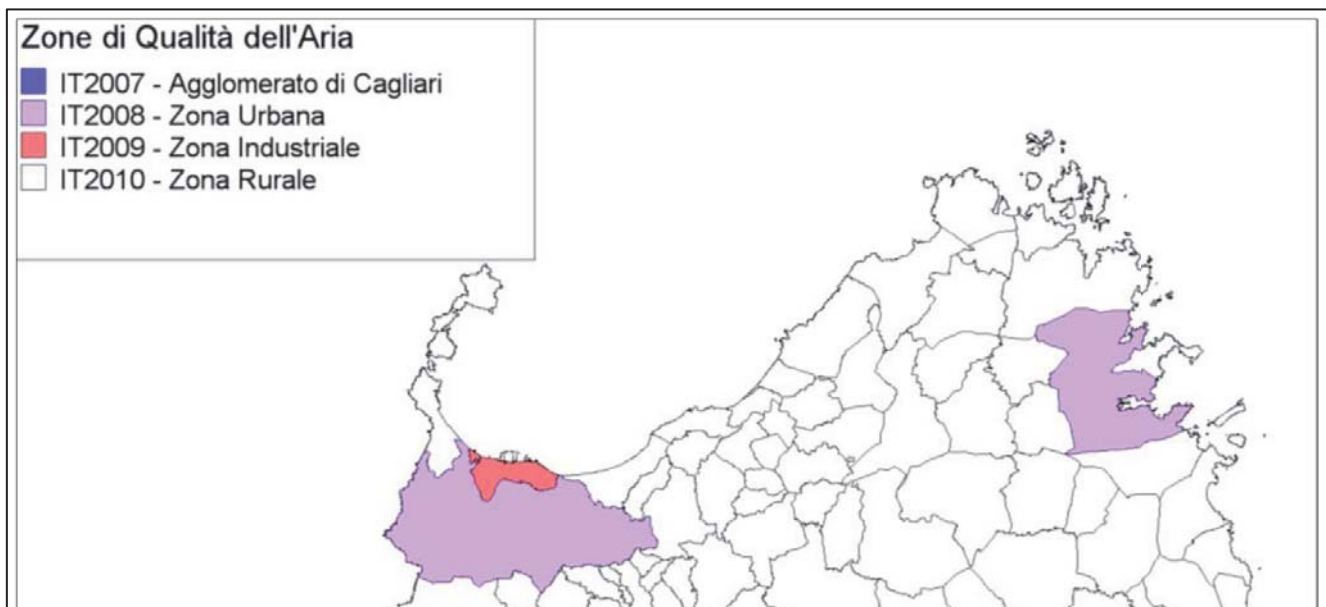 Zone di Qualità dell'Aria
IT2007 - Agglomerato di Cagliari
IT2008 - Zona Urbana
IT2009 - Zona Industriale
IT2010 - Zona Rurale